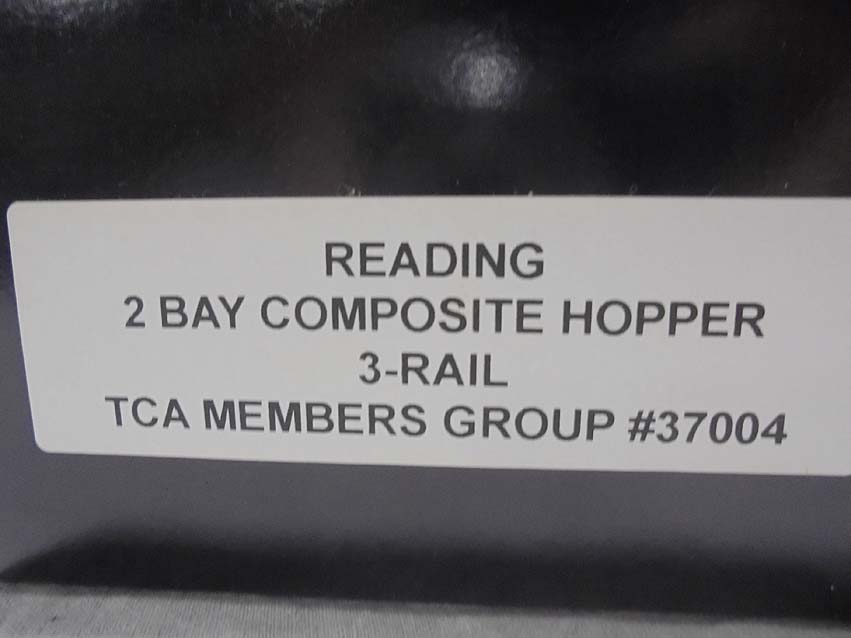 READING
2 BAY COMPOSITE HOPPER
3-RAIL
TCA MEMBERS GROUP #37004